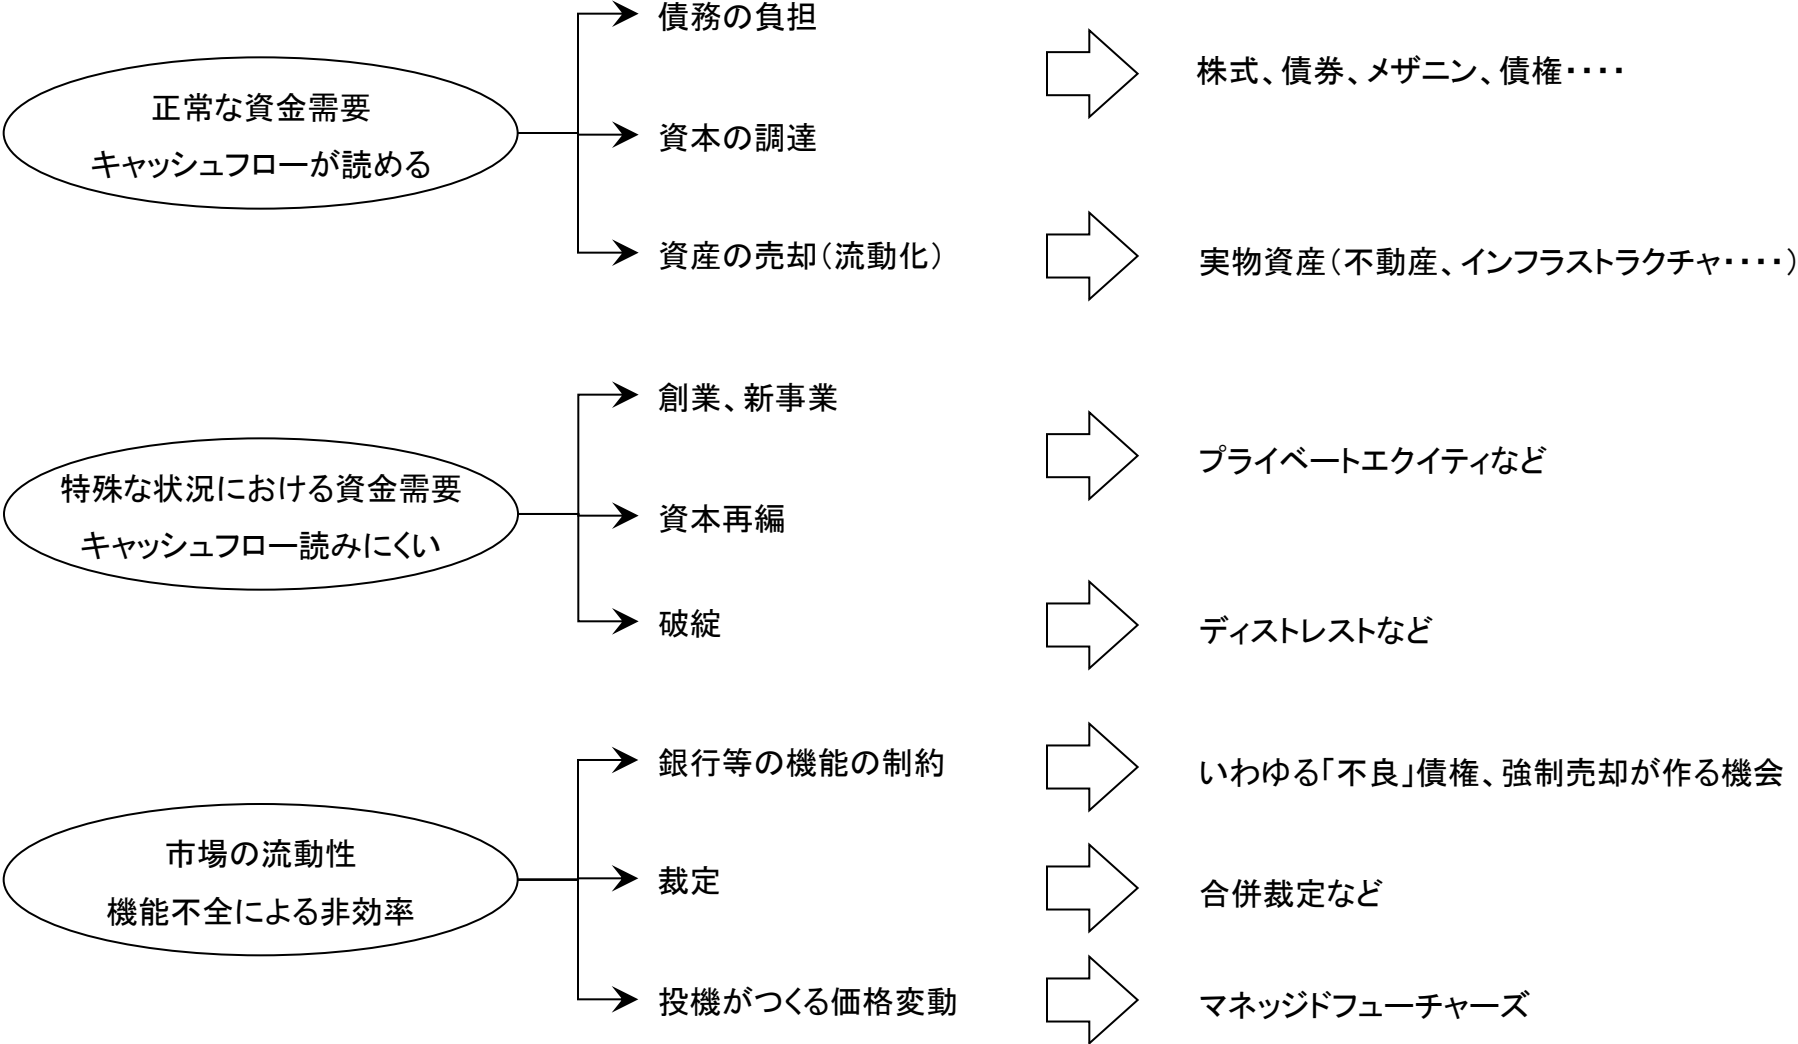 正常な資金需要
キャッシュフローが読める
債務の負担
資本の調達
資産の売却（流動化）
株式、債券、メザニン、債権・・・・
実物資産（不動産、インフラストラクチャ・・・・）
特殊な状況における資金需要
キャッシュフロー読みにくい
創業、新事業
資本再編
破綻
プライベートエクイティなど
ディストレストなど
市場の流動性
機能不全による非効率
銀行等の機能の制約
裁定
投機がつくる価格変動
いわゆる「不良」債権、強制売却が作る機会
合併裁定など
マネッジドフューチャーズ